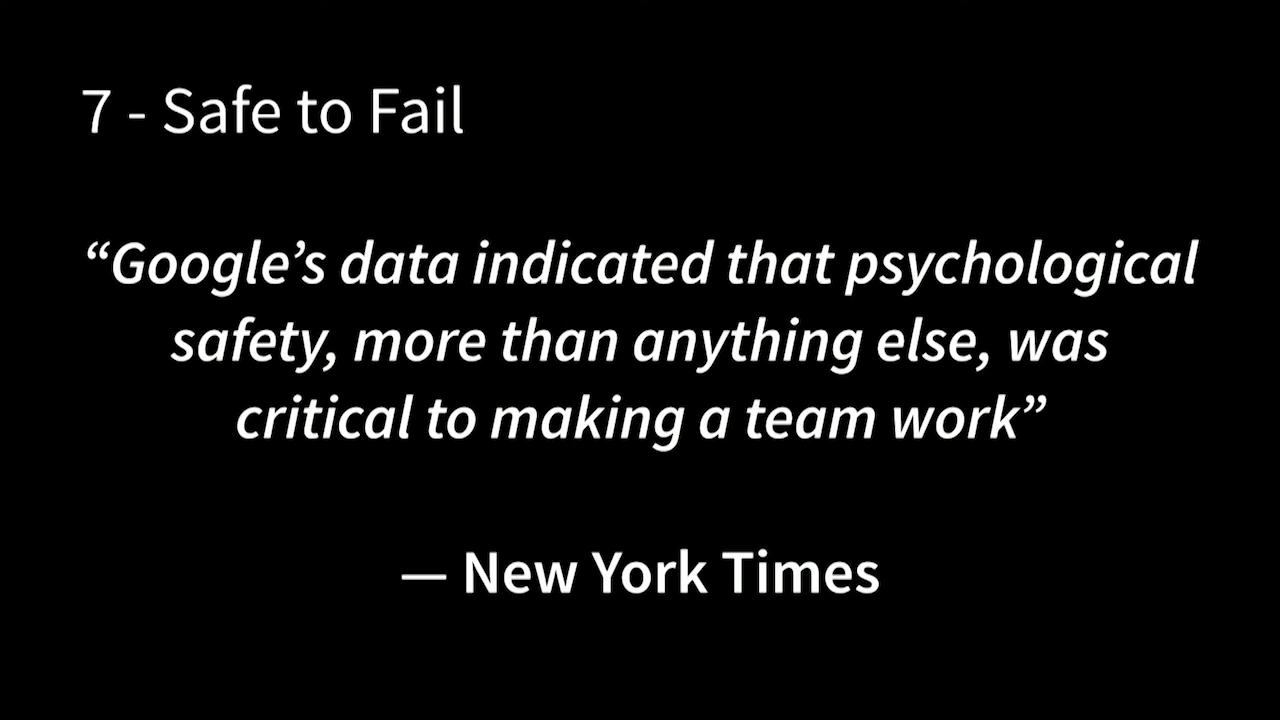 7 - Safe to Fail
“Google’s data indicated that psychological
safety, more than anything else, was
critical to making a team work”
— New York Times